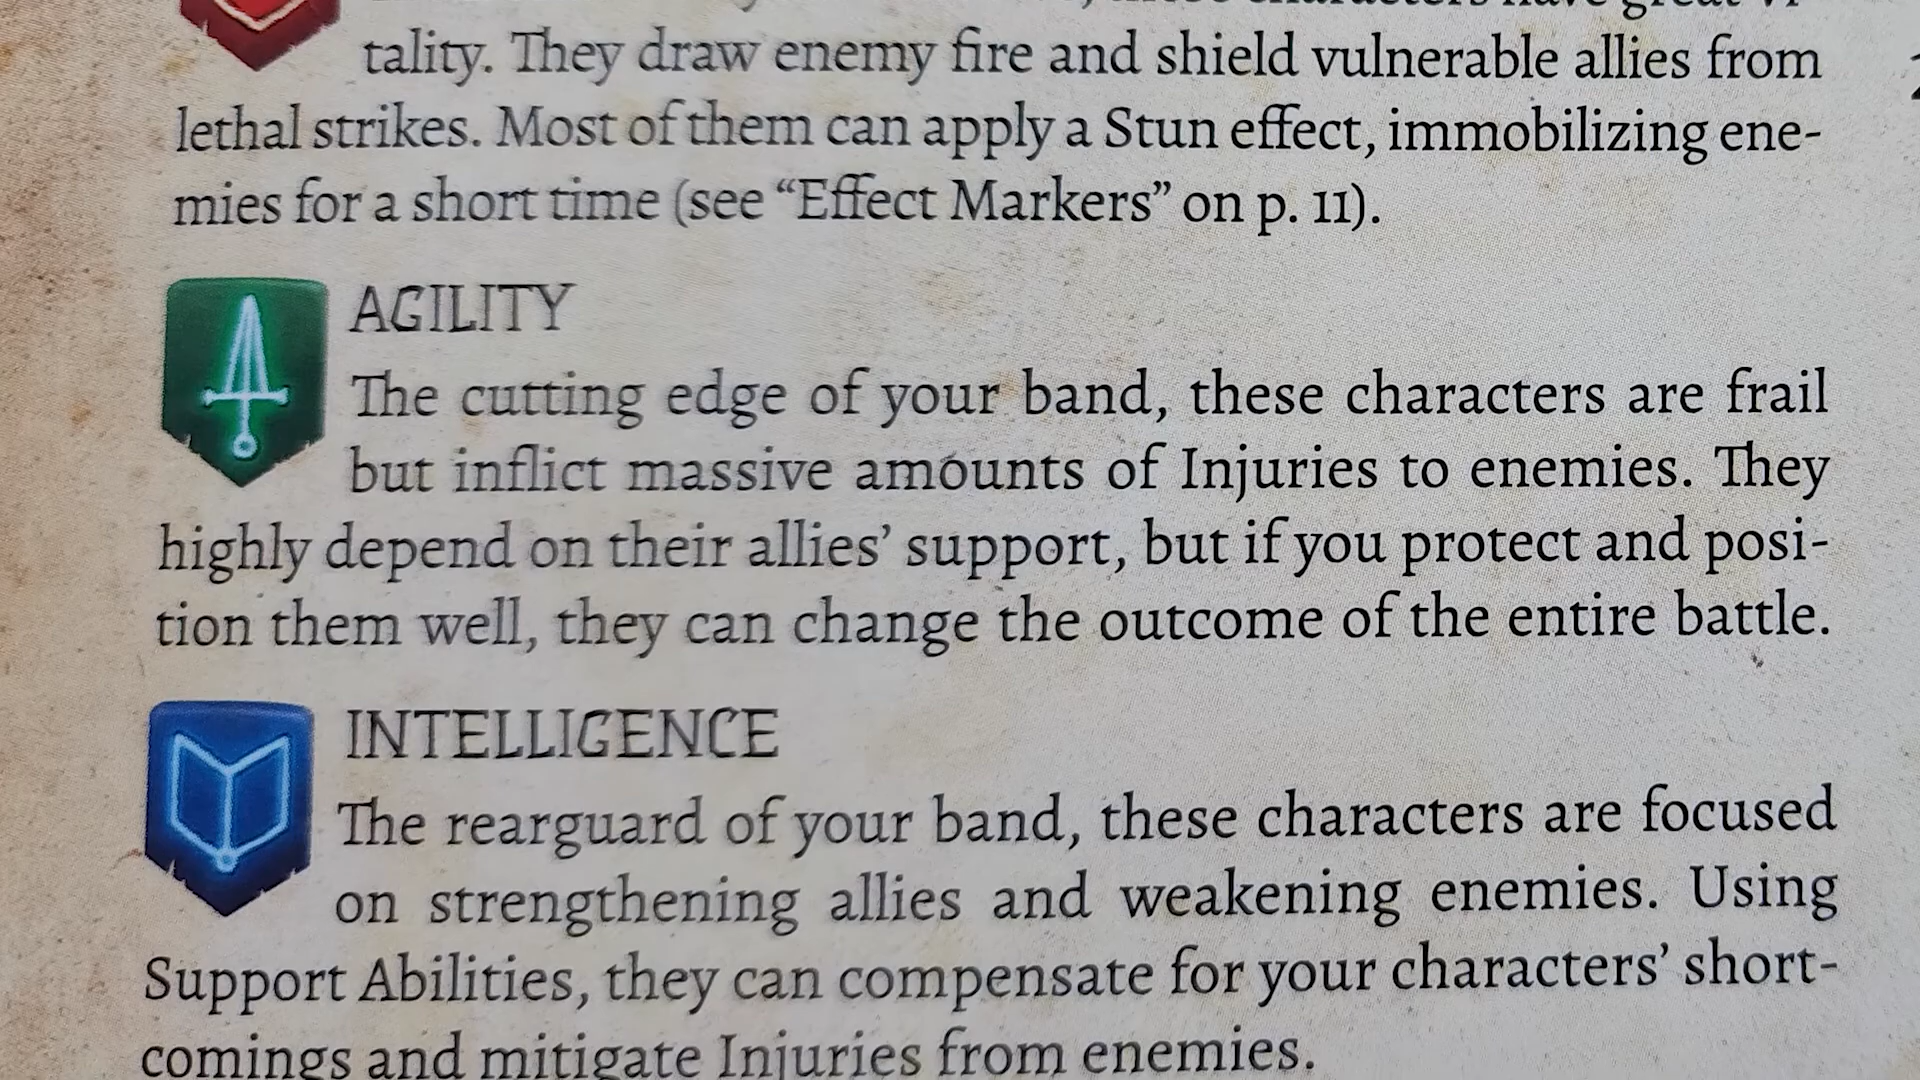 these characters have great vi-
tality. They draw enemy fire and shield vulnerable allies from
lethal strikes. Most of them can apply a Stun effect, immobilizing ene-
mies for a short time (see “Effect Markers” on p. 11).
AGILITY
The cutting edge of your band, these characters are frail
but inflict massive amounts of Injuries to enemies. They
highly depend on their allies’ support, but if you protect and posi-
tion them well, they can change the outcome of the entire battle.
INTELLIGENCE
The rearguard of your band, these characters are focused
on strengthening allies and weakening enemies. Using
Support Abilities, they can compensate for your characters’ short-
comings and mitigate Injuries from enemies.